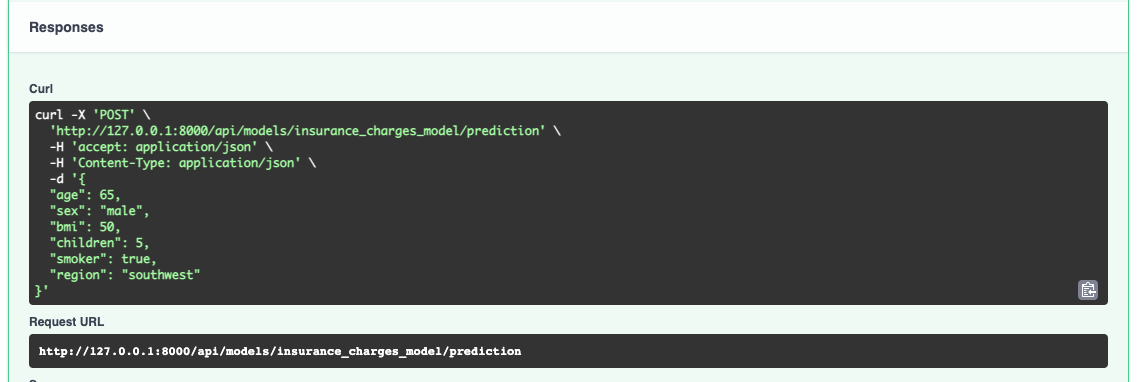 Responses
Curl
curl -X 'POST' \
  'http://127.0.0.1:8000/api/models/insurance_charges_model/prediction' \
  -H 'accept: application/json' \
  -H 'Content-Type: application/json' \
  -d '{
  "age": 65,
  "sex": "male",
  "bmi": 50,
  "children": 5,
  "smoker": true,
  "region": "southwest"
}'
Request URL
http://127.0.0.1:8000/api/models/insurance_charges_model/prediction